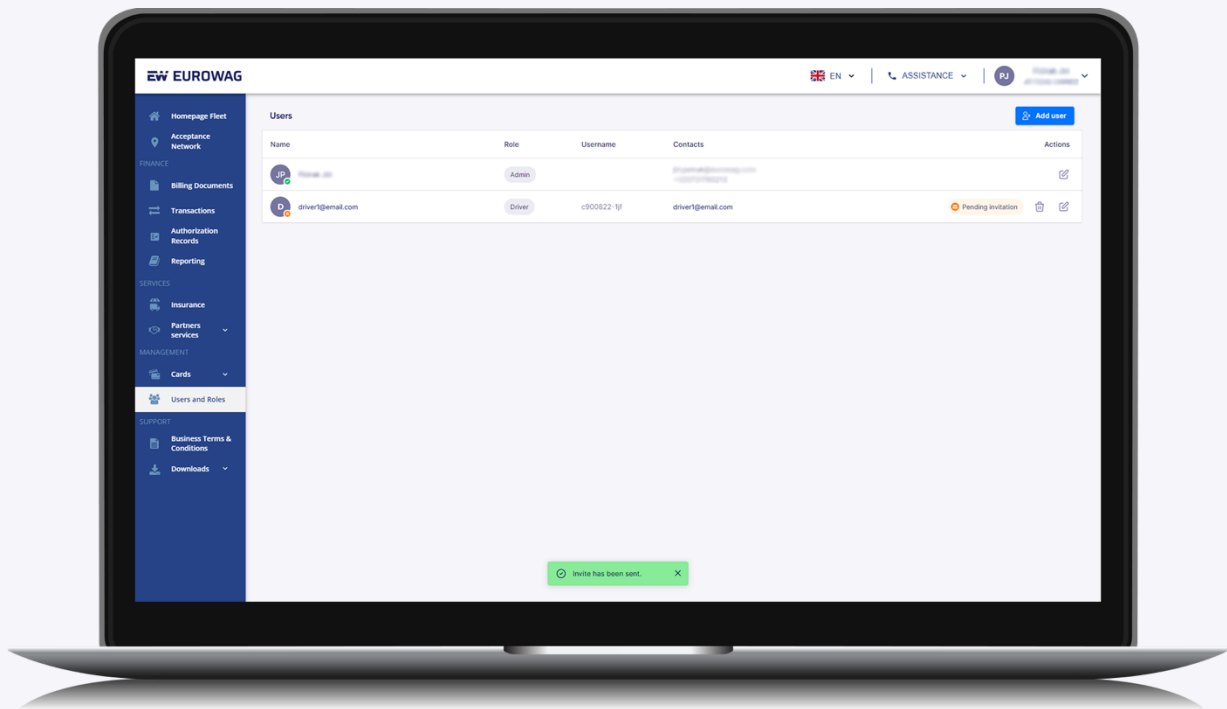 EW EUROWAG
EN
ASSISTANCE
PJ
Homepage Fleet
Acceptance
Network
FINANCE
Billing Documents
Transactions
Authorization
Records
Reporting
SERVICES
Insurance
Partners
services
MANAGEMENT
Cards
Users and Roles
SUPPORT
Business Terms &
Conditions
Downloads
Users
Add user
Name Role Username Contacts Actions
JP Admin
D driver1@email.com Driver c900822-1jf driver1@email.com Pending invitation
Invite has been sent.